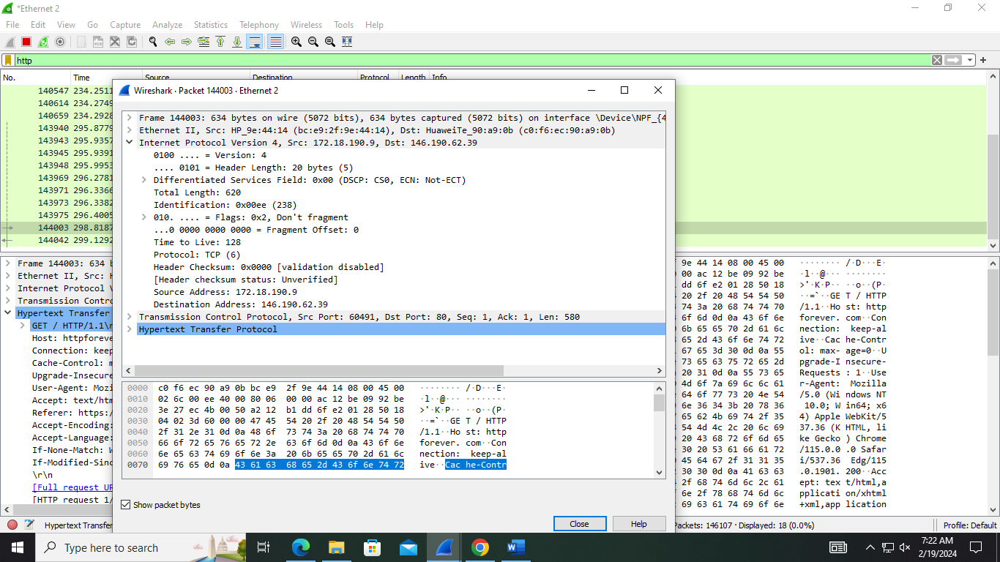 *Ethernet 2
File Edit View Go Capture Analyze Statistics Telephony Wireless Tools Help
http
No. Time Source Destination Protocol Length Info
140547 234.2511
140614 234.2749
140659 234.2928
143940 295.8779
143943 295.9357
143945 295.9391
143948 295.9953
143969 296.2781
143971 296.3366
143973 296.3382
143975 296.4005
144003 298.8187
144042 299.1292
Frame 144003: 634 b
Ethernet II, Src: H
Internet Protocol V
Transmission Contro
Hypertext Transfer
GET / HTTP/1.1\r
Host: httpforeve
Connection: keep
Cache-Control: m
Upgrade-Insecure
User-Agent: Mozi
Accept: text/htm
Referer: https:/
Accept-Encoding:
Accept-Language:
If-None-Match: W
If-Modified-Sinc
\r\n
[Full request UR
[HTTP request 1/
Wireshark · Packet 144003 · Ethernet 2
Frame 144003: 634 bytes on wire (5072 bits), 634 bytes captured (5072 bits) on interface \Device\NPF_{4
Ethernet II, Src: HP_9e:44:14 (bc:e9:2f:9e:44:14), Dst: HuaweiTe_90:a9:0b (c0:f6:ec:90:a9:0b)
Internet Protocol Version 4, Src: 172.18.190.9, Dst: 146.190.62.39
0100 .... = Version: 4
.... 0101 = Header Length: 20 bytes (5)
Differentiated Services Field: 0x00 (DSCP: CS0, ECN: Not-ECT)
Total Length: 620
Identification: 0x00ee (238)
010. .... = Flags: 0x2, Don't fragment
...0 0000 0000 0000 = Fragment Offset: 0
Time to Live: 128
Protocol: TCP (6)
Header Checksum: 0x0000 [validation disabled]
[Header checksum status: Unverified]
Source Address: 172.18.190.9
Destination Address: 146.190.62.39
Transmission Control Protocol, Src Port: 60491, Dst Port: 80, Seq: 1, Ack: 1, Len: 580
Hypertext Transfer Protocol
0000 c0 f6 ec 90 a9 0b bc e9 2f 9e 44 14 08 00 45 00 ········ /·D···E·
0010 02 6c 00 ee 40 00 80 06 00 00 ac 12 be 09 92 be ·l··@··· ········
0020 3e 27 ec 4b 00 50 a2 12 b1 dd 6f e2 01 28 50 18 >'·K·P·· ··o··(P·
0030 04 02 3d 60 00 00 47 45 54 20 2f 20 48 54 54 50 ··=`··GE T / HTTP
0040 2f 31 2e 31 0d 0a 48 6f 73 74 3a 20 68 74 74 70 /1.1··Ho st: http
0050 66 6f 72 65 76 65 72 2e 63 6f 6d 0d 0a 43 6f 6e forever. com··Con
0060 6e 65 63 74 69 6f 6e 3a 20 6b 65 65 70 2d 61 6c nection: keep-al
0070 69 76 65 0d 0a 43 61 63 68 65 2d 43 6f 6e 74 72 ive··Cac he-Contr
Show packet bytes
Close Help
9e 44 14 08 00 45 00 ········ /·D···E·
00 ac 12 be 09 92 be ·l··@··· ········
dd 6f e2 01 28 50 18 >'·K·P·· ··o··(P·
20 2f 20 48 54 54 50 ··=`··GE T / HTTP
74 3a 20 68 74 74 70 /1.1··Ho st: http
6f 6d 0d 0a 43 6f 6e forever. com··Con
6b 65 65 70 2d 61 6c nection: keep-al
65 2d 43 6f 6e 74 72 ive··Cac he-Contr
67 65 3d 30 0d 0a 55 ol: max- age=0··U
73 65 63 75 72 65 2d pgrade-I nsecure-
20 31 0d 0a 55 73 65 Requests : 1··Use
4d 6f 7a 69 6c 6c 61 r-Agent: Mozilla
64 6f 77 73 20 4e 54 /5.0 (Wi ndows NT
6e 36 34 3b 20 78 36 10.0; W in64; x6
65 62 4b 69 74 2f 35 4) Apple WebKit/5
54 4d 4c 2c 20 6c 69 37.36 (K HTML, li
20 43 68 72 6f 6d 65 ke Gecko ) Chrome
30 20 53 61 66 61 72 /115.0.0 .0 Safar
45 64 67 2f 31 31 35 i/537.36 Edg/115
30 30 0d 0a 41 63 63 .0.1901. 200··Acc
2f 68 74 6d 6c 2c 61 ept: tex t/html,a
6e 2f 78 68 74 6d 6c pplicati on/xhtml
69 63 61 74 69 6f 6e +xml,app lication
Hypertext Transfer
Packets: 146107 · Displayed: 18 (0.0%) Profile: Default
Type here to search
7:22 AM
2/19/2024